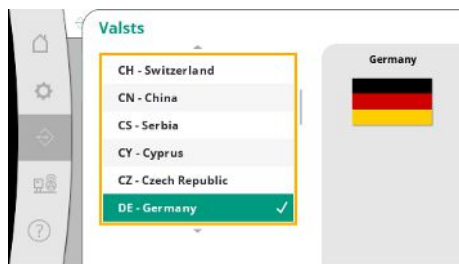 Valsts
CH - Switzerland
CN - China
CS - Serbia
CY - Cyprus
CZ - Czech Republic
DE - Germany
Germany
?